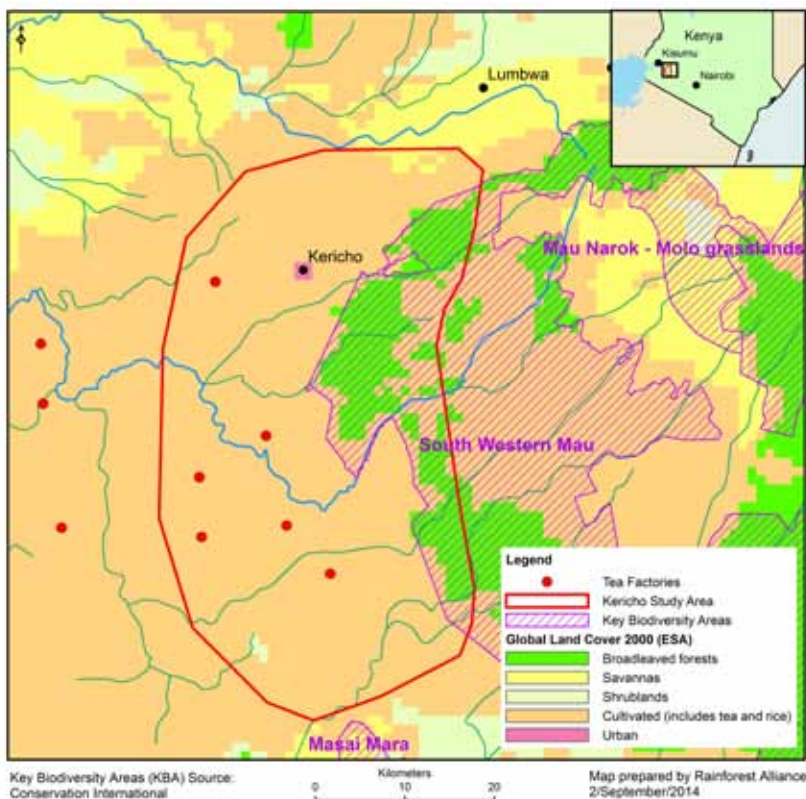 Kenya
Kisumu
Nairobi
Lumbwa
Kericho
Mau Narok - Molo grasslands
South Western Mau
Masai Mara
Legend
Tea Factories
Kericho Study Area
Key Biodiversity Areas
Global Land Cover 2000 (ESA)
Broadleaved forests
Savannas
Shrublands
Cultivated (includes tea and rice)
Urban
Key Biodiversity Areas (KBA) Source:
Conservation International
Kilometers
0 10 20
Map prepared by Rainforest Alliance
2/September/2014